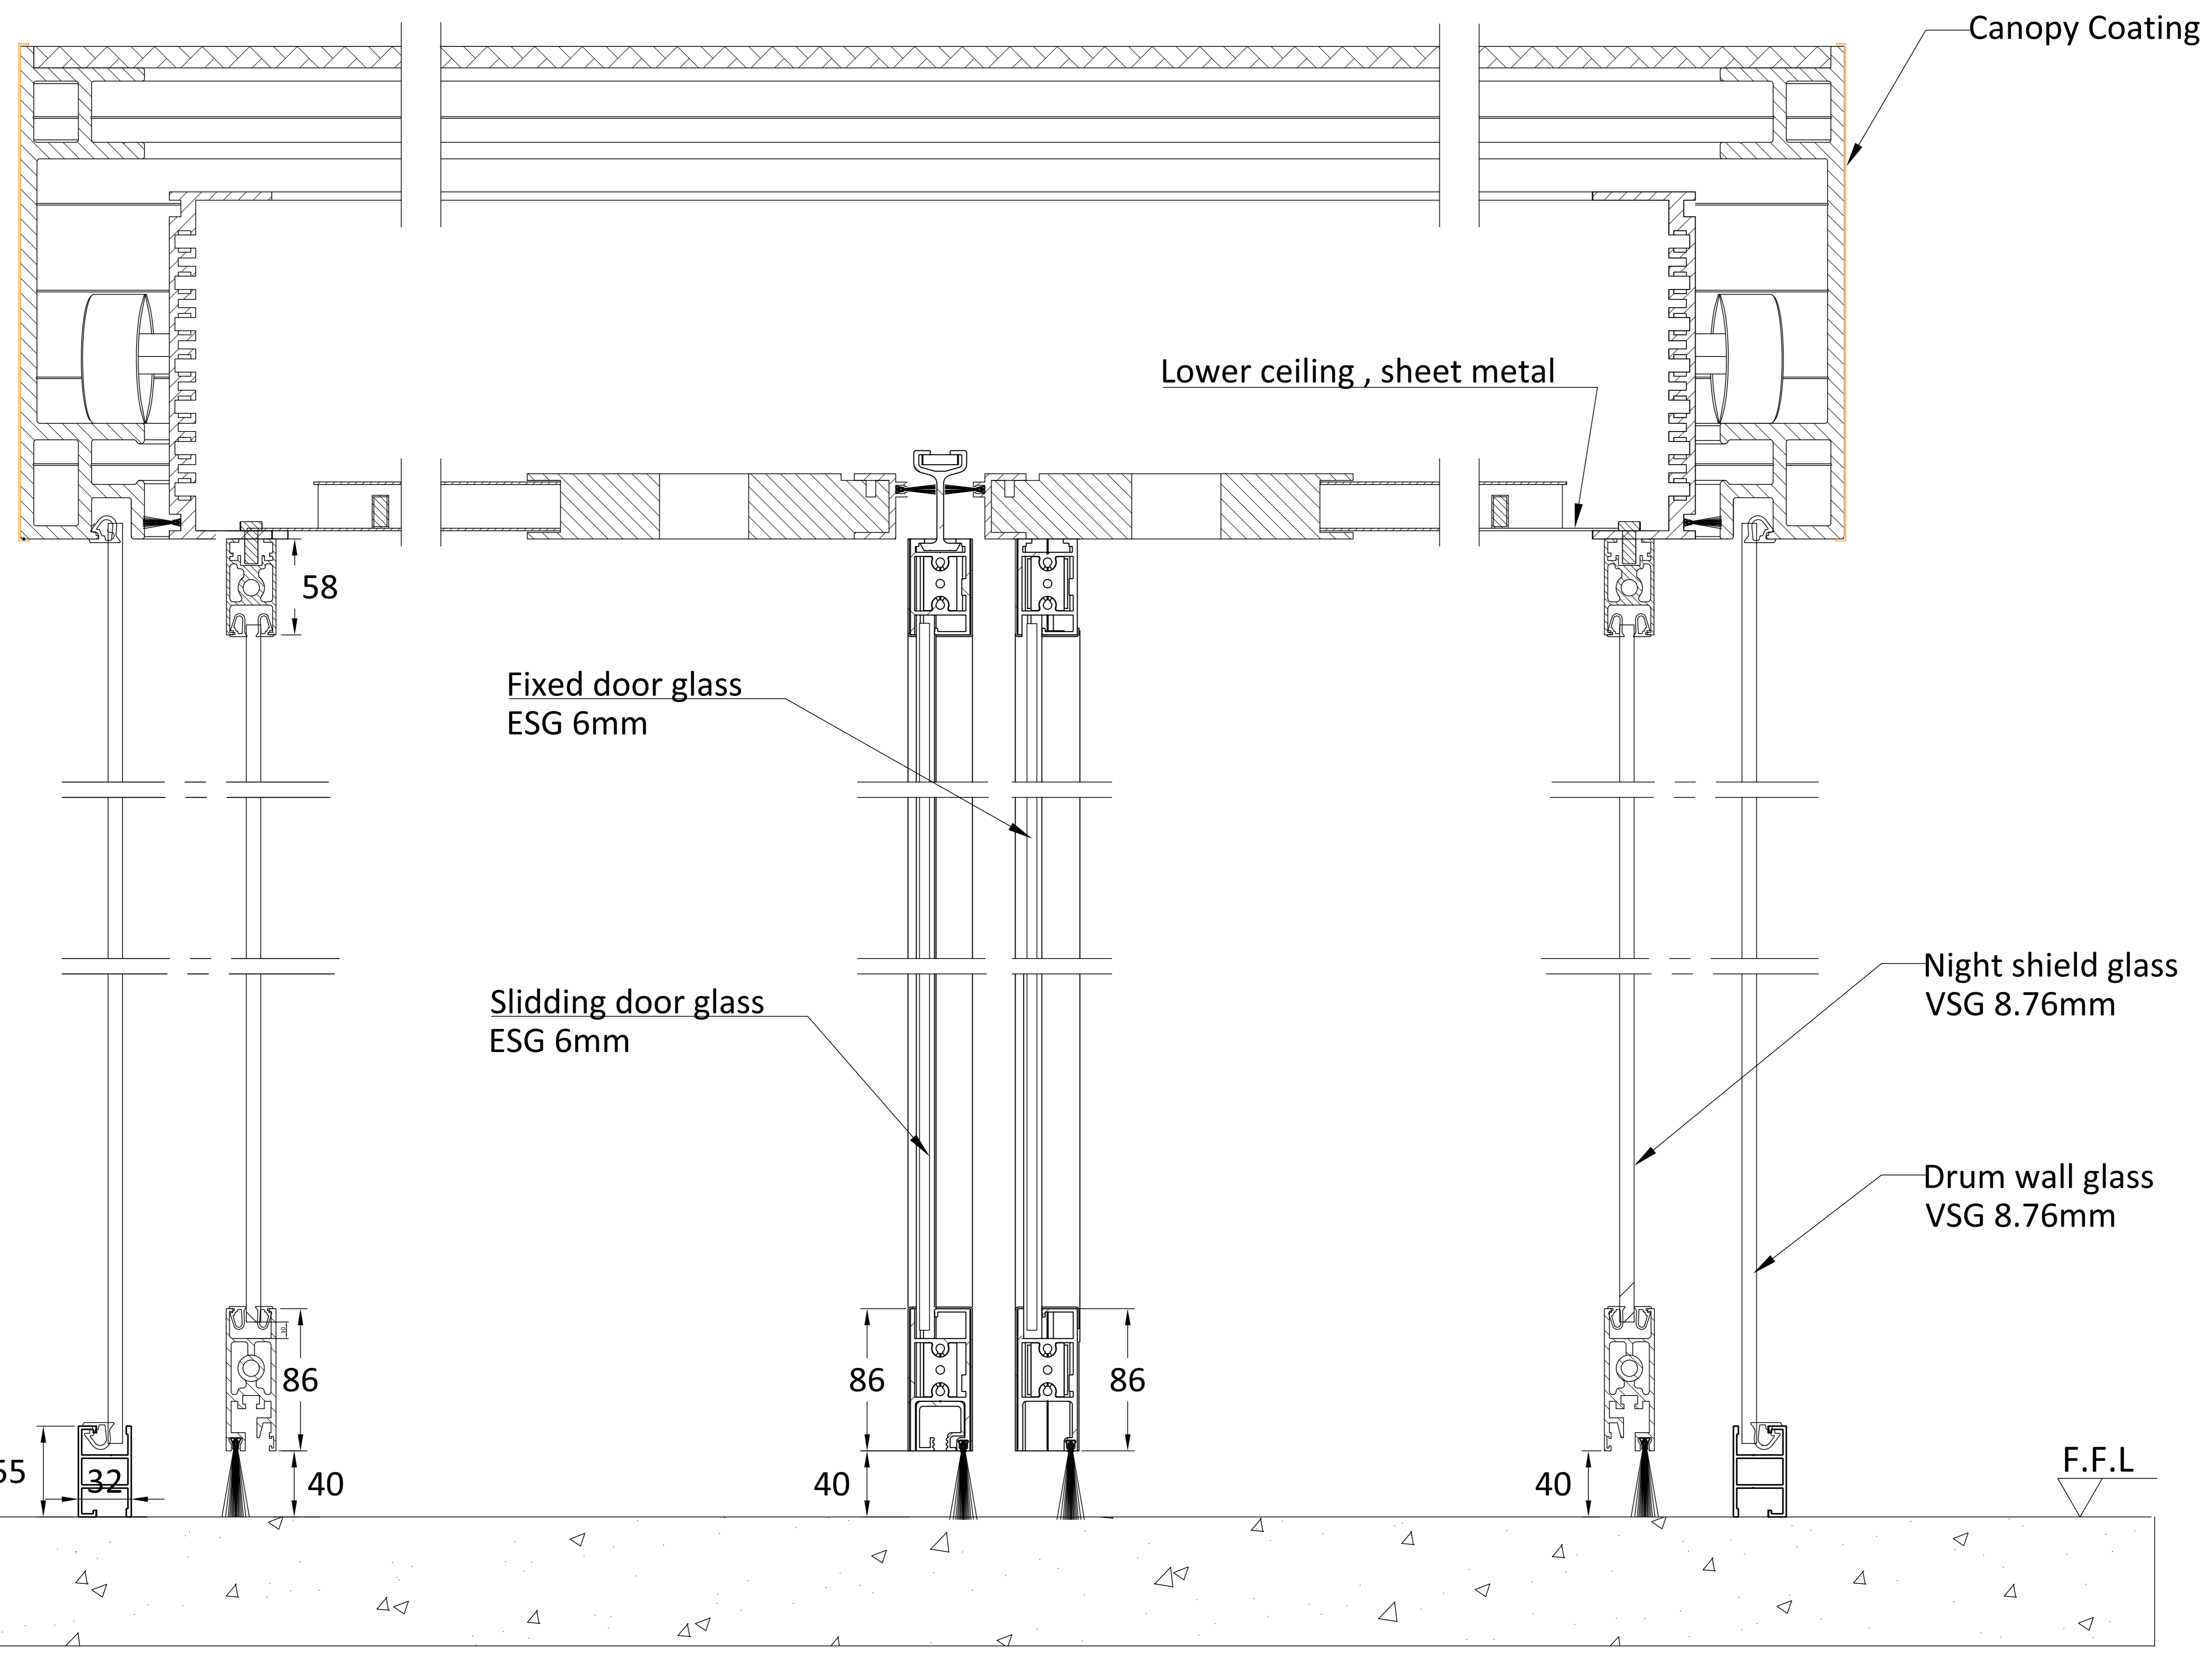 Canopy Coating
Lower ceiling , sheet metal
58
Fixed door glass
ESG 6mm
Night shield glass
VSG 8.76mm
Slidding door glass
ESG 6mm
Drum wall glass
VSG 8.76mm
10
86
86
86
55
32
40
40
40
F.F.L